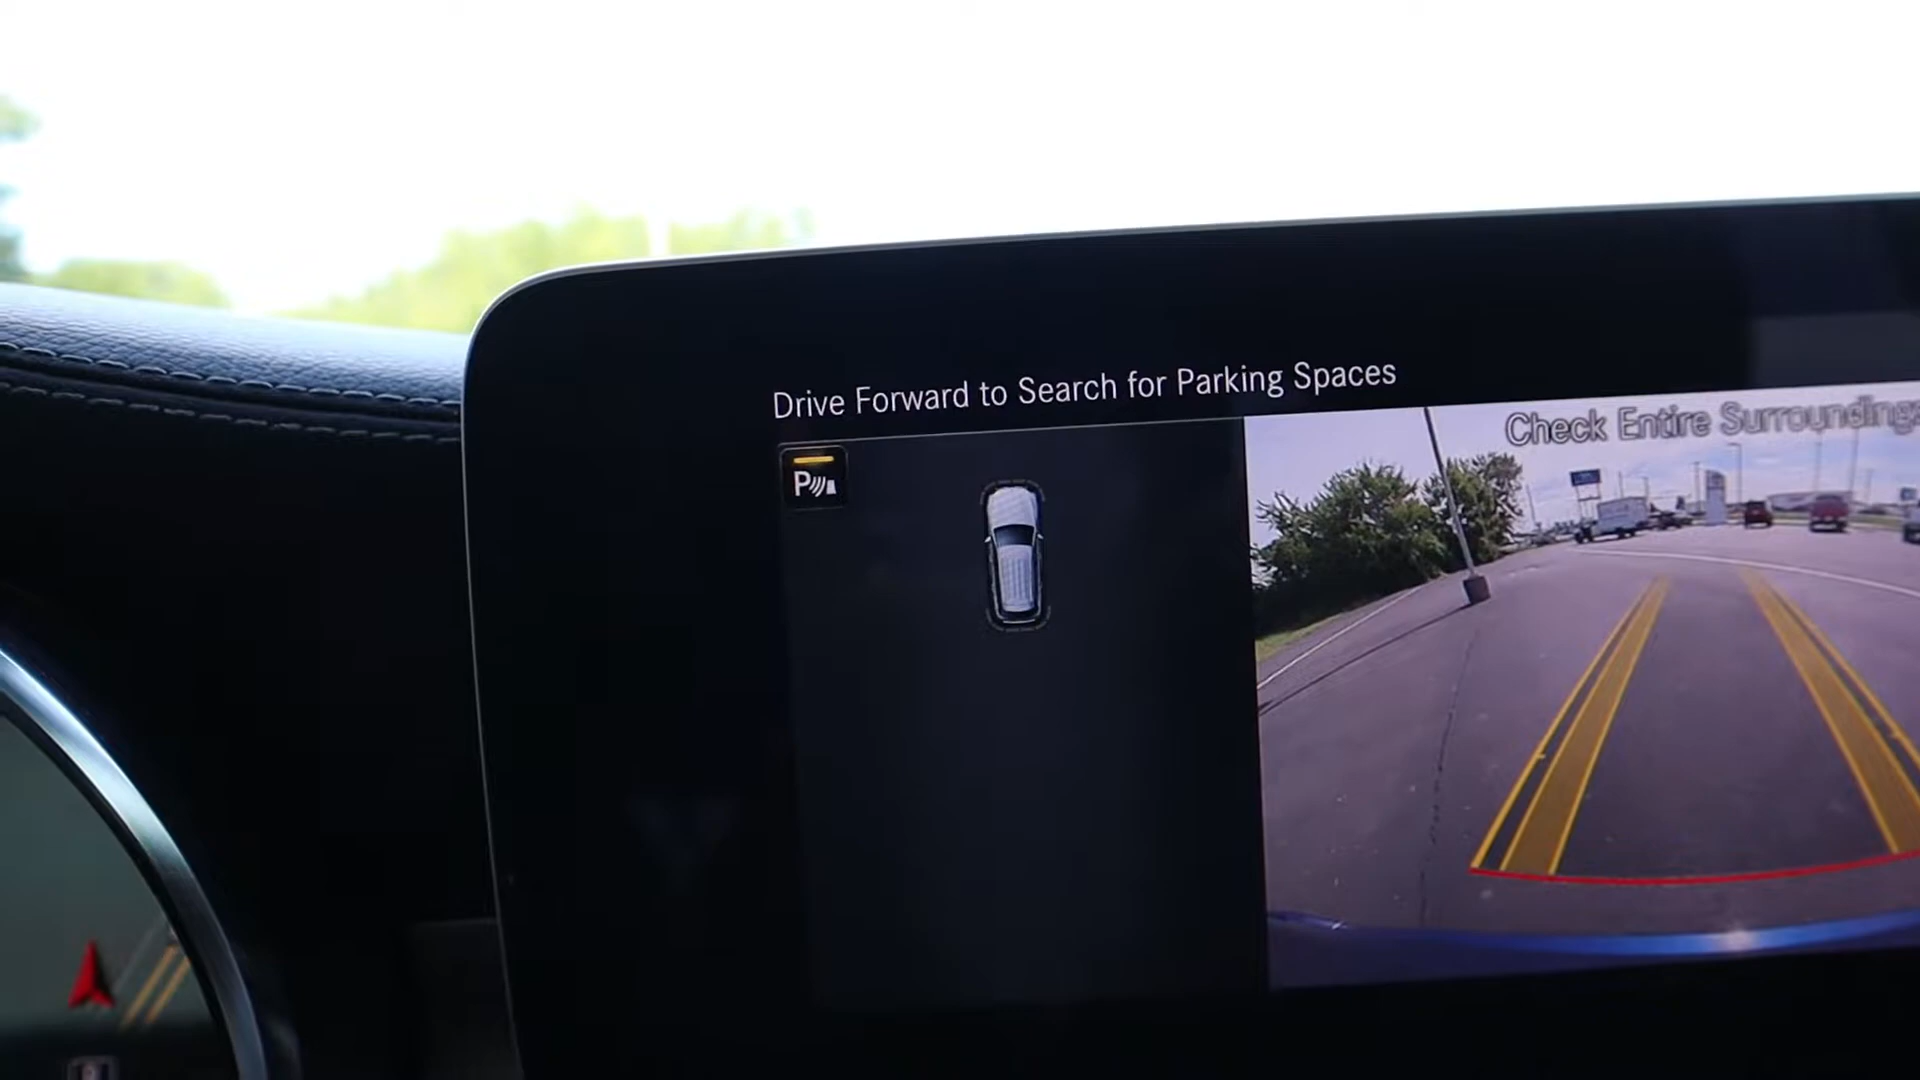 Drive Forward to Search for Parking Spaces
Check Entire Surroundings
P